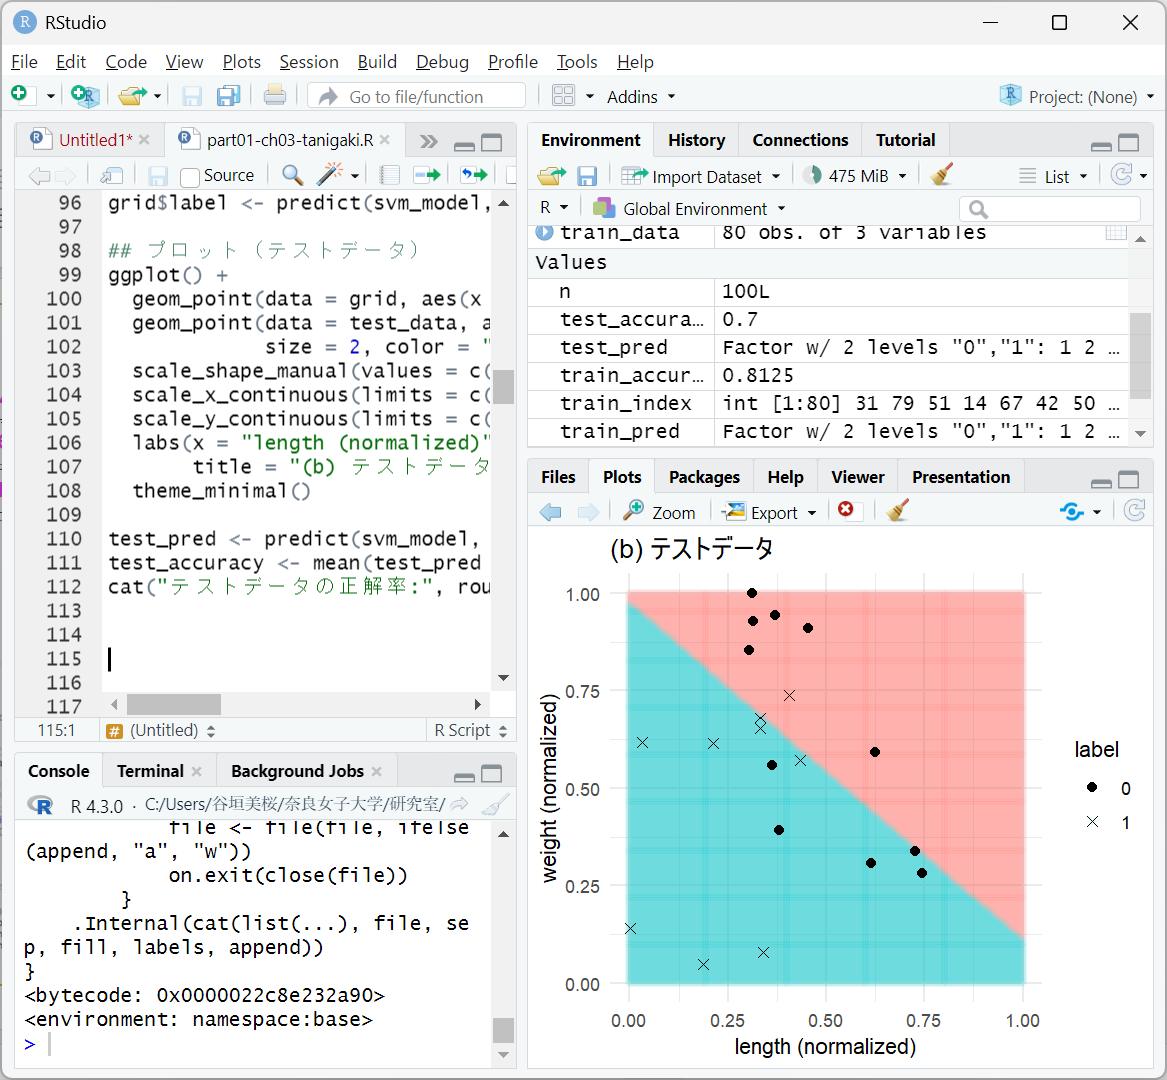 RStudio
File Edit Code View Plots Session Build Debug Profile Tools Help
Go to file/function Addins Project: (None)
Untitled1* part01-ch03-tanigaki.R
Source
96 grid$label <- predict(svm_model,
97
98 ## プロット（テストデータ）
99 ggplot() +
100 geom_point(data = grid, aes(x
101 geom_point(data = test_data, a
102 size = 2, color = "
103 scale_shape_manual(values = c(
104 scale_x_continuous(limits = c(
105 scale_y_continuous(limits = c(
106 labs(x = "length (normalized)"
107 title = "(b) テストデータ
108 theme_minimal()
109
110 test_pred <- predict(svm_model,
111 test_accuracy <- mean(test_pred
112 cat("テストデータの正解率:", rou
113
114
115
116
117
115:1 # (Untitled) R Script
Console Terminal Background Jobs
R 4.3.0 · C:/Users/谷垣美桜/奈良女子大学/研究室/
file <- file(file, ifelse
(append, "a", "w"))
on.exit(close(file))
}
.Internal(cat(list(...), file, se
p, fill, labels, append))
}
<bytecode: 0x0000022c8e232a90>
<environment: namespace:base>
>
Environment History Connections Tutorial
Import Dataset 475 MiB List
R Global Environment
train_data 80 obs. of 3 variables
Values
n 100L
test_accura… 0.7
test_pred Factor w/ 2 levels "0","1": 1 2 …
train_accur… 0.8125
train_index int [1:80] 31 79 51 14 67 42 50 …
train_pred Factor w/ 2 levels "0","1": 1 2 …
Files Plots Packages Help Viewer Presentation
Zoom Export
(b) テストデータ
1.00
0.75
0.50
0.25
0.00
weight (normalized)
0.00 0.25 0.50 0.75 1.00
length (normalized)
label
0
1